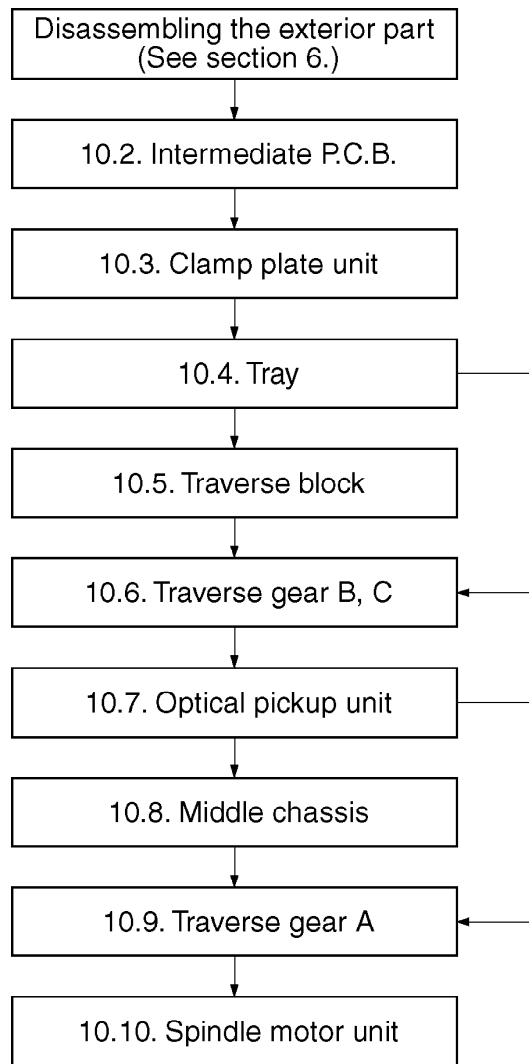 Disassembling the exterior part
(See section 6.)
10.2. Intermediate P.C.B.
10.3. Clamp plate unit
10.4. Tray
10.5. Traverse block
10.6. Traverse gear B, C
10.7. Optical pickup unit
10.8. Middle chassis
10.9. Traverse gear A
10.10. Spindle motor unit